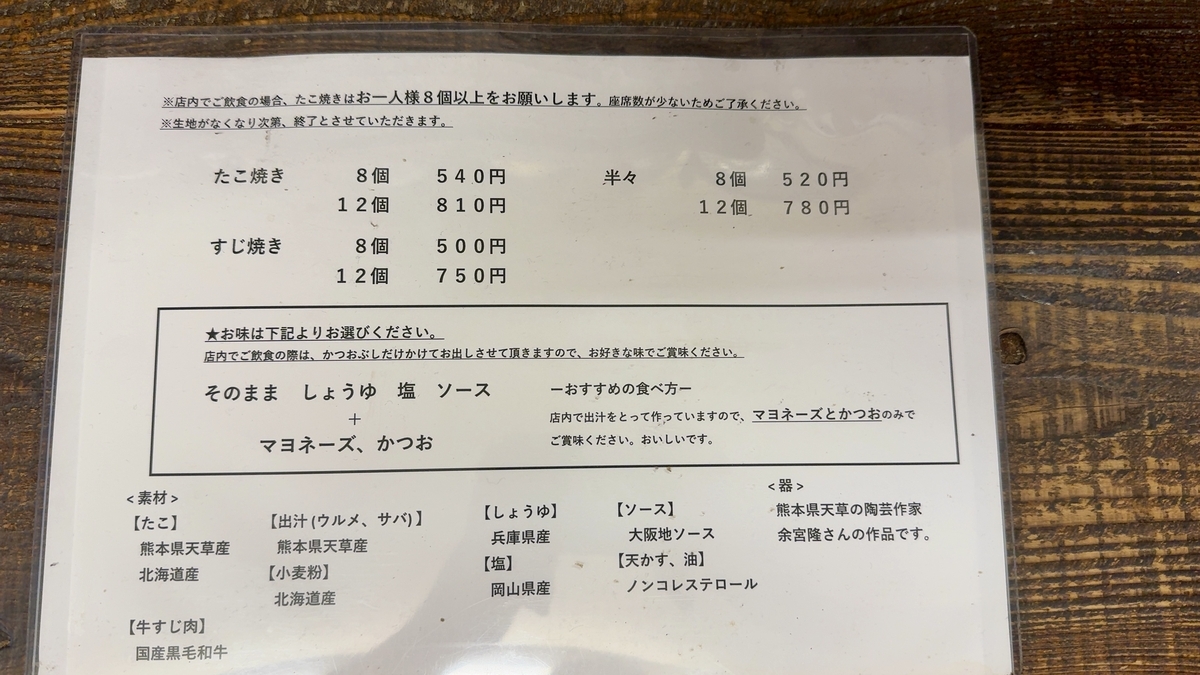 ※店内でご飲食の場合、たこ焼きはお一人様８個以上をお願いします。座席数が少ないためご了承ください。
※生地がなくなり次第、終了とさせていただきます。
たこ焼き　８個　５４０円
１２個　８１０円
すじ焼き　８個　５００円
１２個　７５０円
半々　８個　５２０円
１２個　７８０円
★お味は下記よりお選びください。
店内でご飲食の際は、かつおぶしだけかけてお出しさせて頂きますので、お好きな味でご賞味ください。
そのまま　しょうゆ　塩　ソース
＋
マヨネーズ、かつお
ーおすすめの食べ方ー
店内で出汁をとって作っていますので、マヨネーズとかつおのみで
ご賞味ください。おいしいです。
＜素材＞
【たこ】
熊本県天草産
北海道産
【牛すじ肉】
国産黒毛和牛
【出汁(ウルメ、サバ)】
熊本県天草産
【小麦粉】
北海道産
【しょうゆ】
兵庫県産
【塩】
岡山県産
【ソース】
大阪地ソース
【天かす、油】
ノンコレステロール
＜器＞
熊本県天草の陶芸作家
余宮隆さんの作品です。